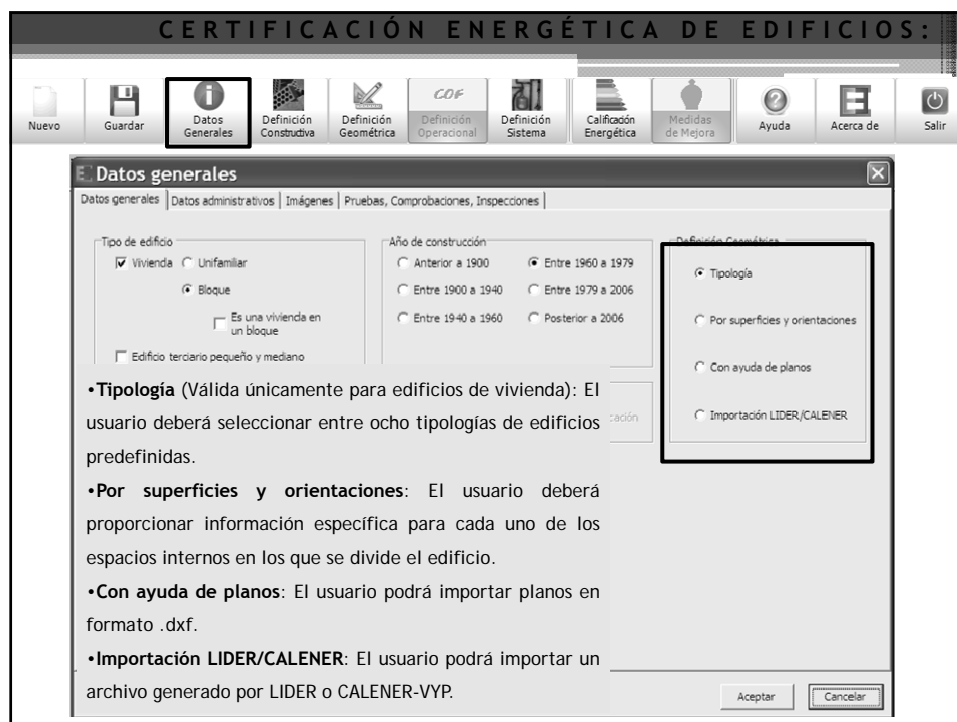 CERTIFICACIÓN ENERGÉTICA DE EDIFICIOS:
Nuevo
Guardar
Datos
Generales
Definición
Constructiva
Definición
Geométrica
COF
Definición
Operacional
Definición
Sistema
Calificación
Energética
Medidas
de Mejora
Ayuda
Acerca de
Salir
Datos generales
Datos generales Datos administrativos Imágenes Pruebas, Comprobaciones, Inspecciones
Tipo de edificio
Vivienda Unifamiliar
Bloque
Es una vivienda en
un bloque
Edificio terciario pequeño y mediano
Año de construcción
Anterior a 1900 Entre 1960 a 1979
Entre 1900 a 1940 Entre 1979 a 2006
Entre 1940 a 1960 Posterior a 2006
Definición Geométrica
Tipología
Por superficies y orientaciones
Con ayuda de planos
Importación LIDER/CALENER
•Tipología (Válida únicamente para edificios de vivienda): El
usuario deberá seleccionar entre ocho tipologías de edificios
predefinidas.
•Por superficies y orientaciones: El usuario deberá
proporcionar información específica para cada uno de los
espacios internos en los que se divide el edificio.
•Con ayuda de planos: El usuario podrá importar planos en
formato .dxf.
•Importación LIDER/CALENER: El usuario podrá importar un
archivo generado por LIDER o CALENER-VYP.
Aceptar Cancelar